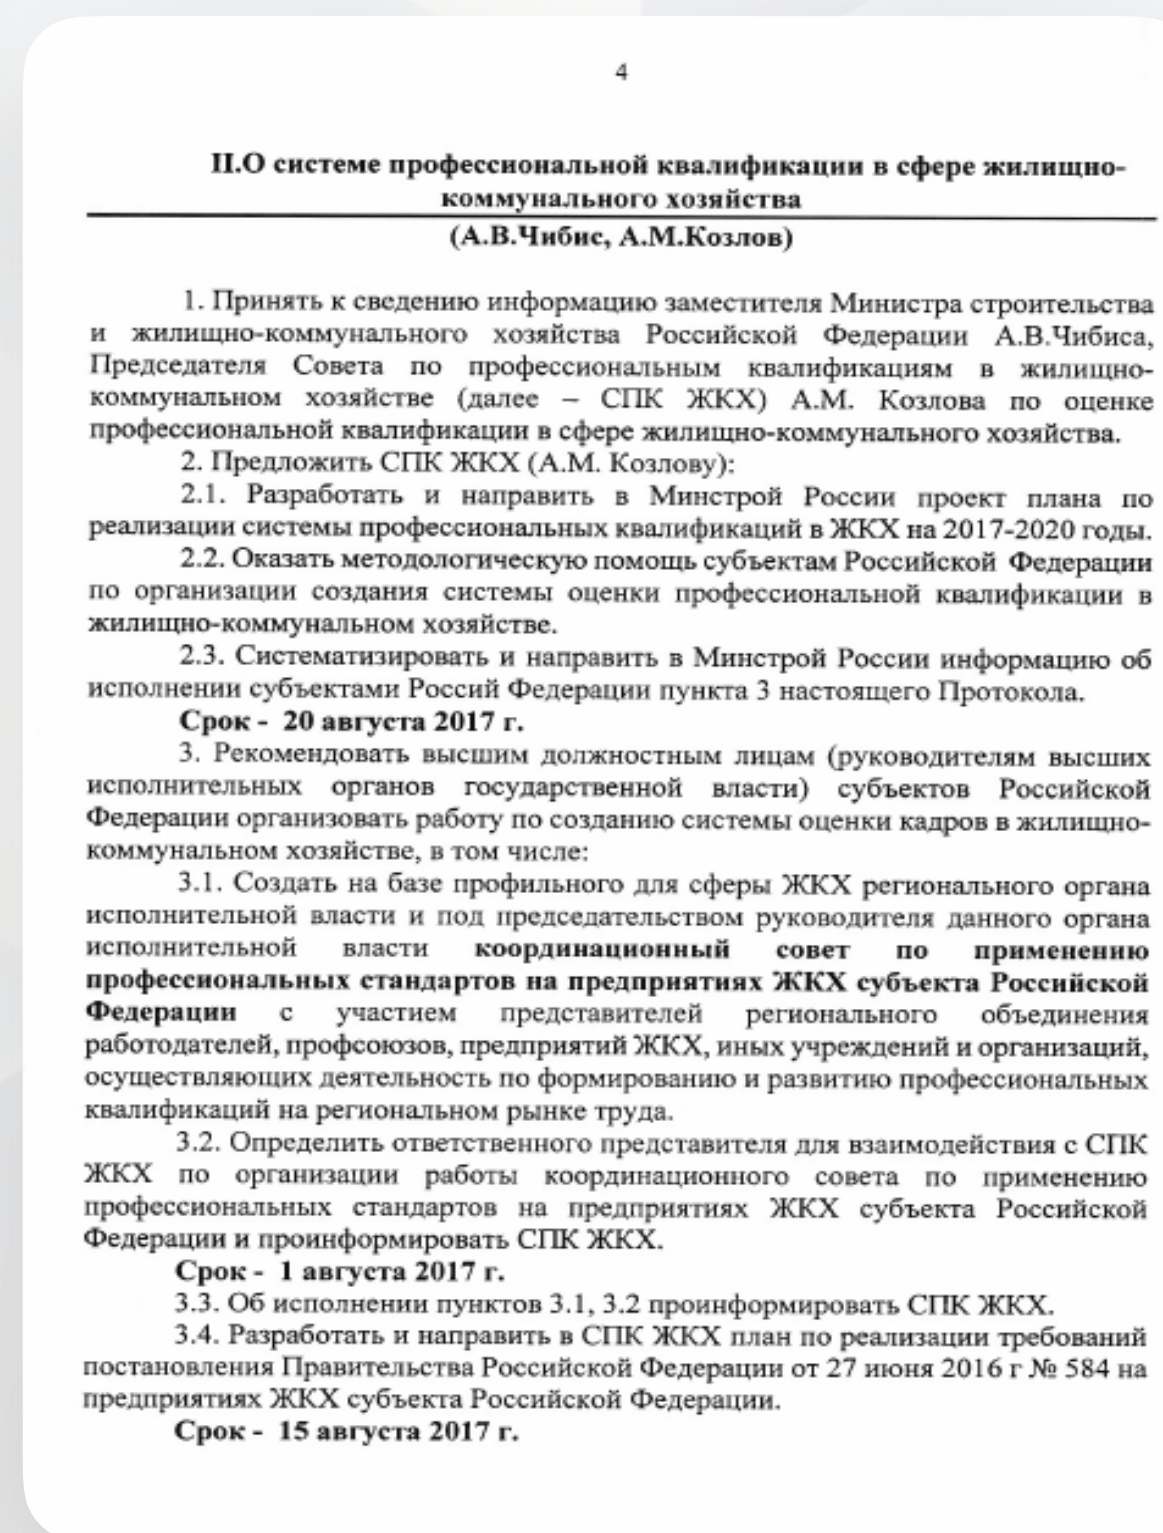 4
II.О системе профессиональной квалификации в сфере жилищно-
коммунального хозяйства
(А.В.Чибис, А.М.Козлов)
1. Принять к сведению информацию заместителя Министра строительства
и жилищно-коммунального хозяйства Российской Федерации А.В.Чибиса,
Председателя Совета по профессиональным квалификациям в жилищно-
коммунальном хозяйстве (далее – СПК ЖКХ) А.М. Козлова по оценке
профессиональной квалификации в сфере жилищно-коммунального хозяйства.
2. Предложить СПК ЖКХ (А.М. Козлову):
2.1. Разработать и направить в Минстрой России проект плана по
реализации системы профессиональных квалификаций в ЖКХ на 2017-2020 годы.
2.2. Оказать методологическую помощь субъектам Российской Федерации
по организации создания системы оценки профессиональной квалификации в
жилищно-коммунальном хозяйстве.
2.3. Систематизировать и направить в Минстрой России информацию об
исполнении субъектами Россий Федерации пункта 3 настоящего Протокола.
Срок - 20 августа 2017 г.
3. Рекомендовать высшим должностным лицам (руководителям высших
исполнительных органов государственной власти) субъектов Российской
Федерации организовать работу по созданию системы оценки кадров в жилищно-
коммунальном хозяйстве, в том числе:
3.1. Создать на базе профильного для сферы ЖКХ регионального органа
исполнительной власти и под председательством руководителя данного органа
исполнительной власти координационный совет по применению
профессиональных стандартов на предприятиях ЖКХ субъекта Российской
Федерации с участием представителей регионального объединения
работодателей, профсоюзов, предприятий ЖКХ, иных учреждений и организаций,
осуществляющих деятельность по формированию и развитию профессиональных
квалификаций на региональном рынке труда.
3.2. Определить ответственного представителя для взаимодействия с СПК
ЖКХ по организации работы координационного совета по применению
профессиональных стандартов на предприятиях ЖКХ субъекта Российской
Федерации и проинформировать СПК ЖКХ.
Срок - 1 августа 2017 г.
3.3. Об исполнении пунктов 3.1, 3.2 проинформировать СПК ЖКХ.
3.4. Разработать и направить в СПК ЖКХ план по реализации требований
постановления Правительства Российской Федерации от 27 июня 2016 г № 584 на
предприятиях ЖКХ субъекта Российской Федерации.
Срок - 15 августа 2017 г.